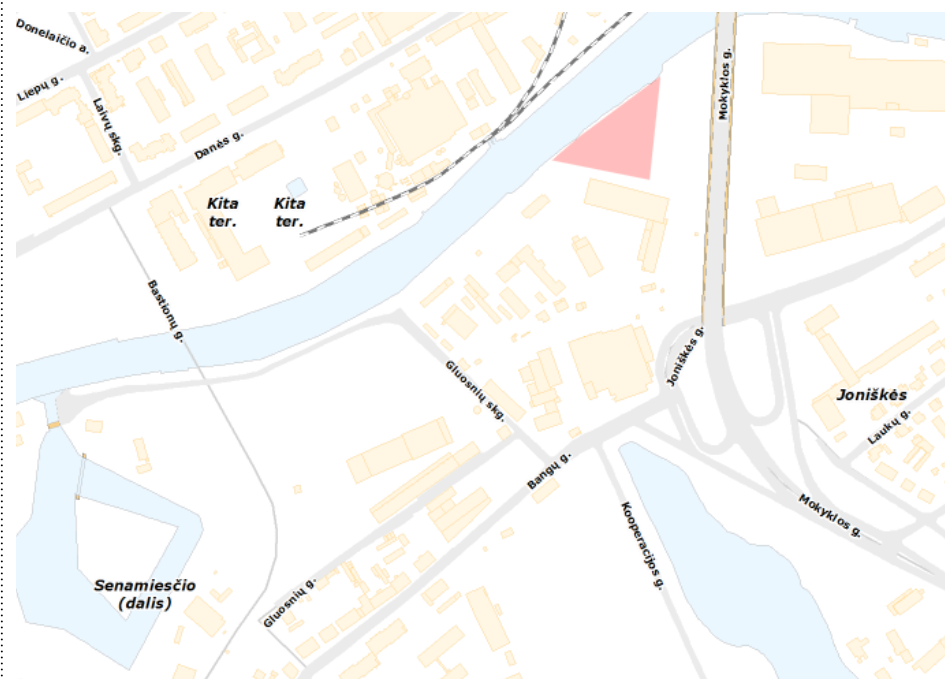 Donelaičio a.
Liepų g.
Laivų skg.
Danės g.
Mokyklos g.
Kita
ter.
Kita
ter.
Bastionų g.
Joniškės g.
Gluosnių skg.
Joniškės
Laukų g.
Bangų g.
Mokyklos g.
Kooperacijos g.
Senamiesčio
(dalis)
Gluosnių g.